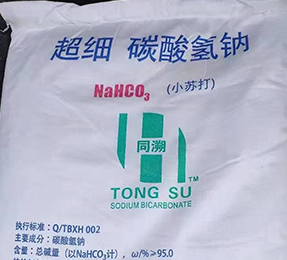 超细 碳酸氢钠
NaHCO₃ (小苏打)
同溯
TONG SU™
SODIUM BICARBONATE
执行标准：Q/TBXH 002
主要成分：碳酸氢钠
含量：总碱量（以NaHCO₃计），ω/%≥95.0